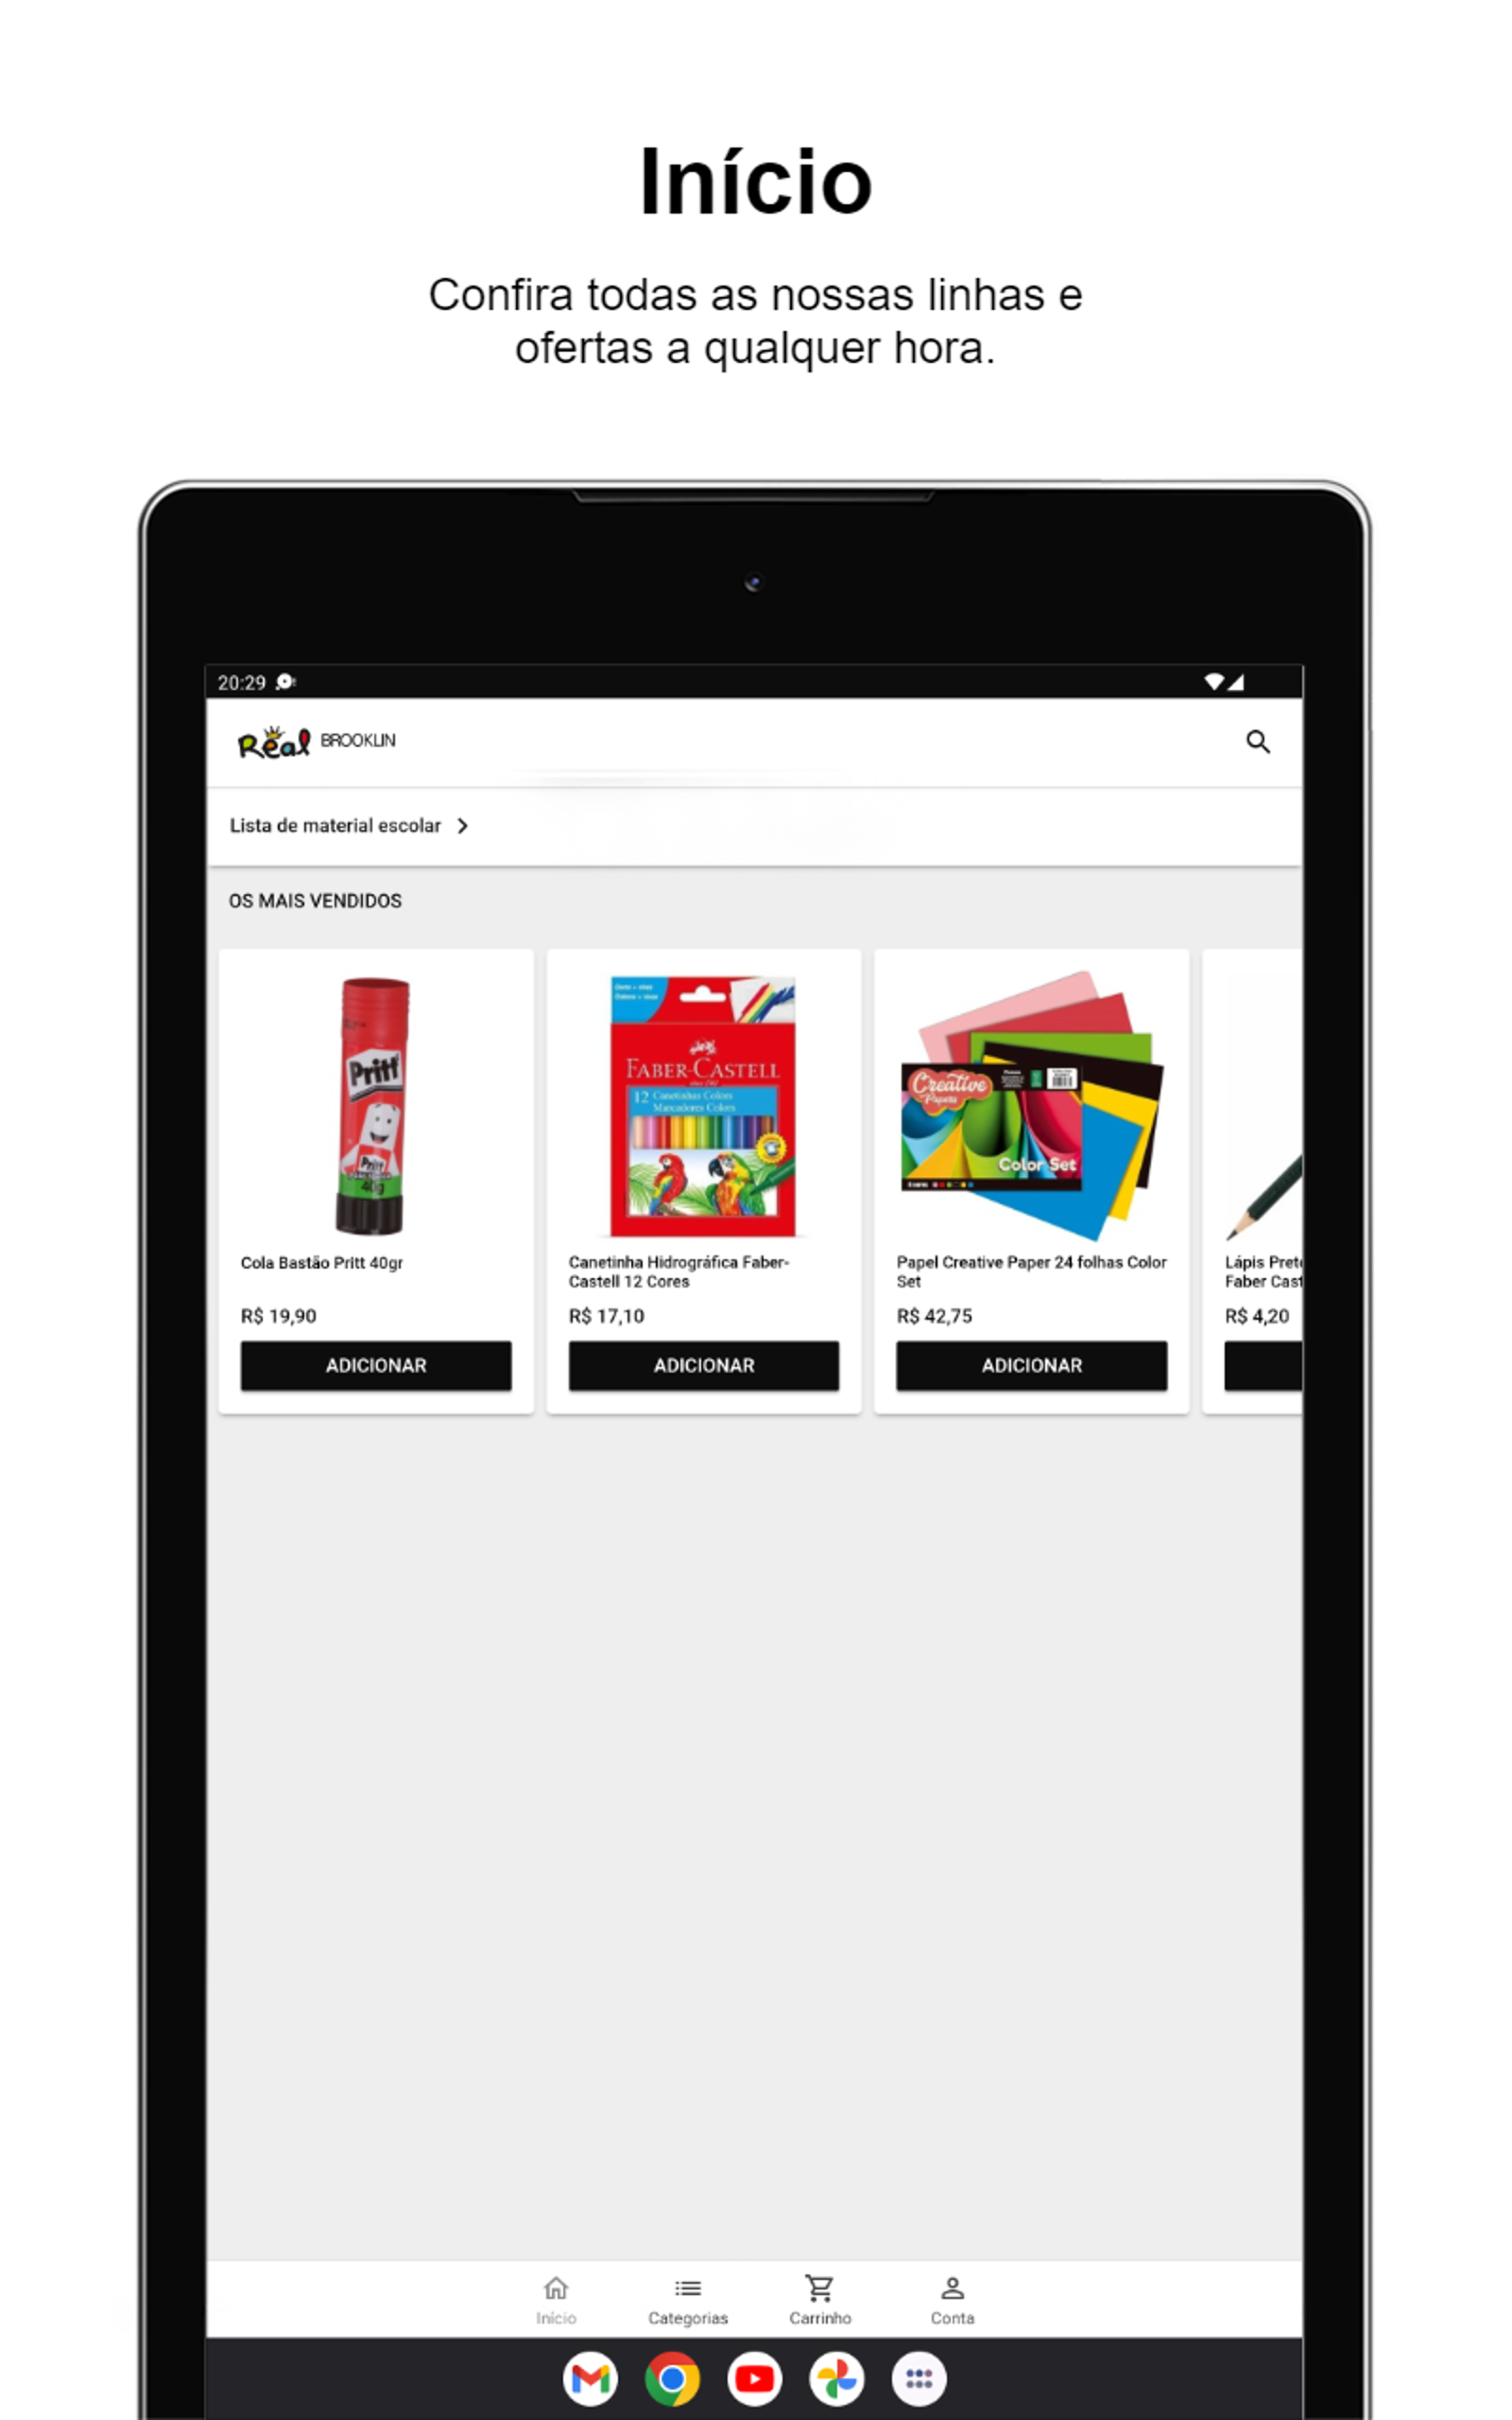 Início
Confira todas as nossas linhas e
ofertas a qualquer hora.
20:29
Real BROOKLIN
Lista de material escolar
OS MAIS VENDIDOS
Pritt
Pritt
40g
FABER-CASTELL
since 1761
12 Canetinhas Colors
Marcadores Colors
Creative
Papers
Color Set
Cola Bastão Pritt 40gr
R$ 19,90
ADICIONAR
Canetinha Hidrográfica Faber-
Castell 12 Cores
R$ 17,10
ADICIONAR
Papel Creative Paper 24 folhas Color
Set
R$ 42,75
ADICIONAR
Lápis Pret
Faber Cast
R$ 4,20
Início
Categorias
Carrinho
Conta